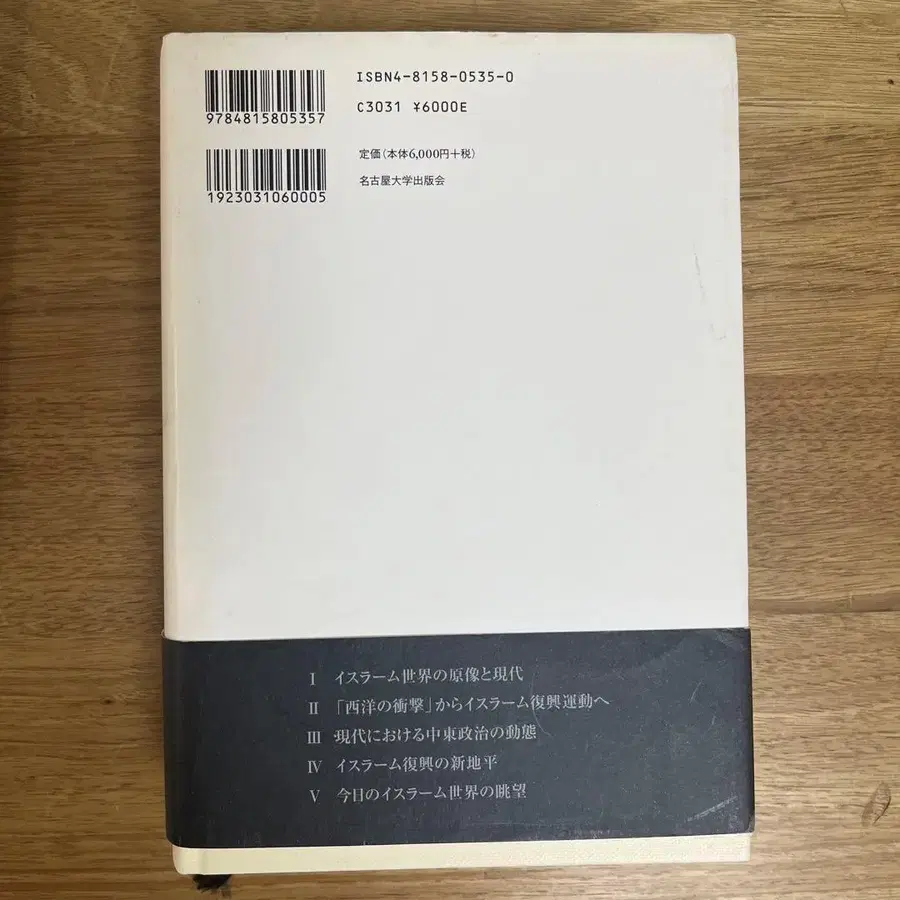 ISBN4-8158-0535-0
C3031 ¥6000E
9784815805357
定価(本体6,000円+税)
名古屋大学出版会
1923031060005
I イスラーム世界の原像と現代
II 「西洋の衝撃」からイスラーム復興運動へ
III 現代における中東政治の動態
IV イスラーム復興の新地平
V 今日のイスラーム世界の眺望